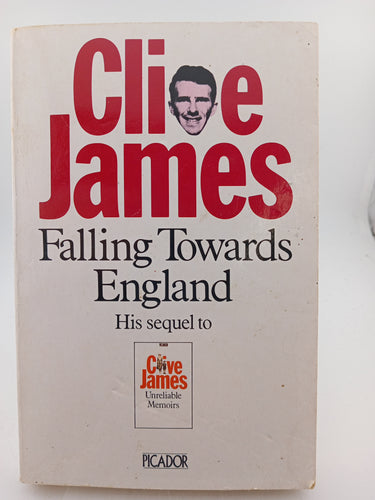 Clive
James
Falling Towards
England
His sequel to
Clive
James
Unreliable
Memoirs
PICADOR